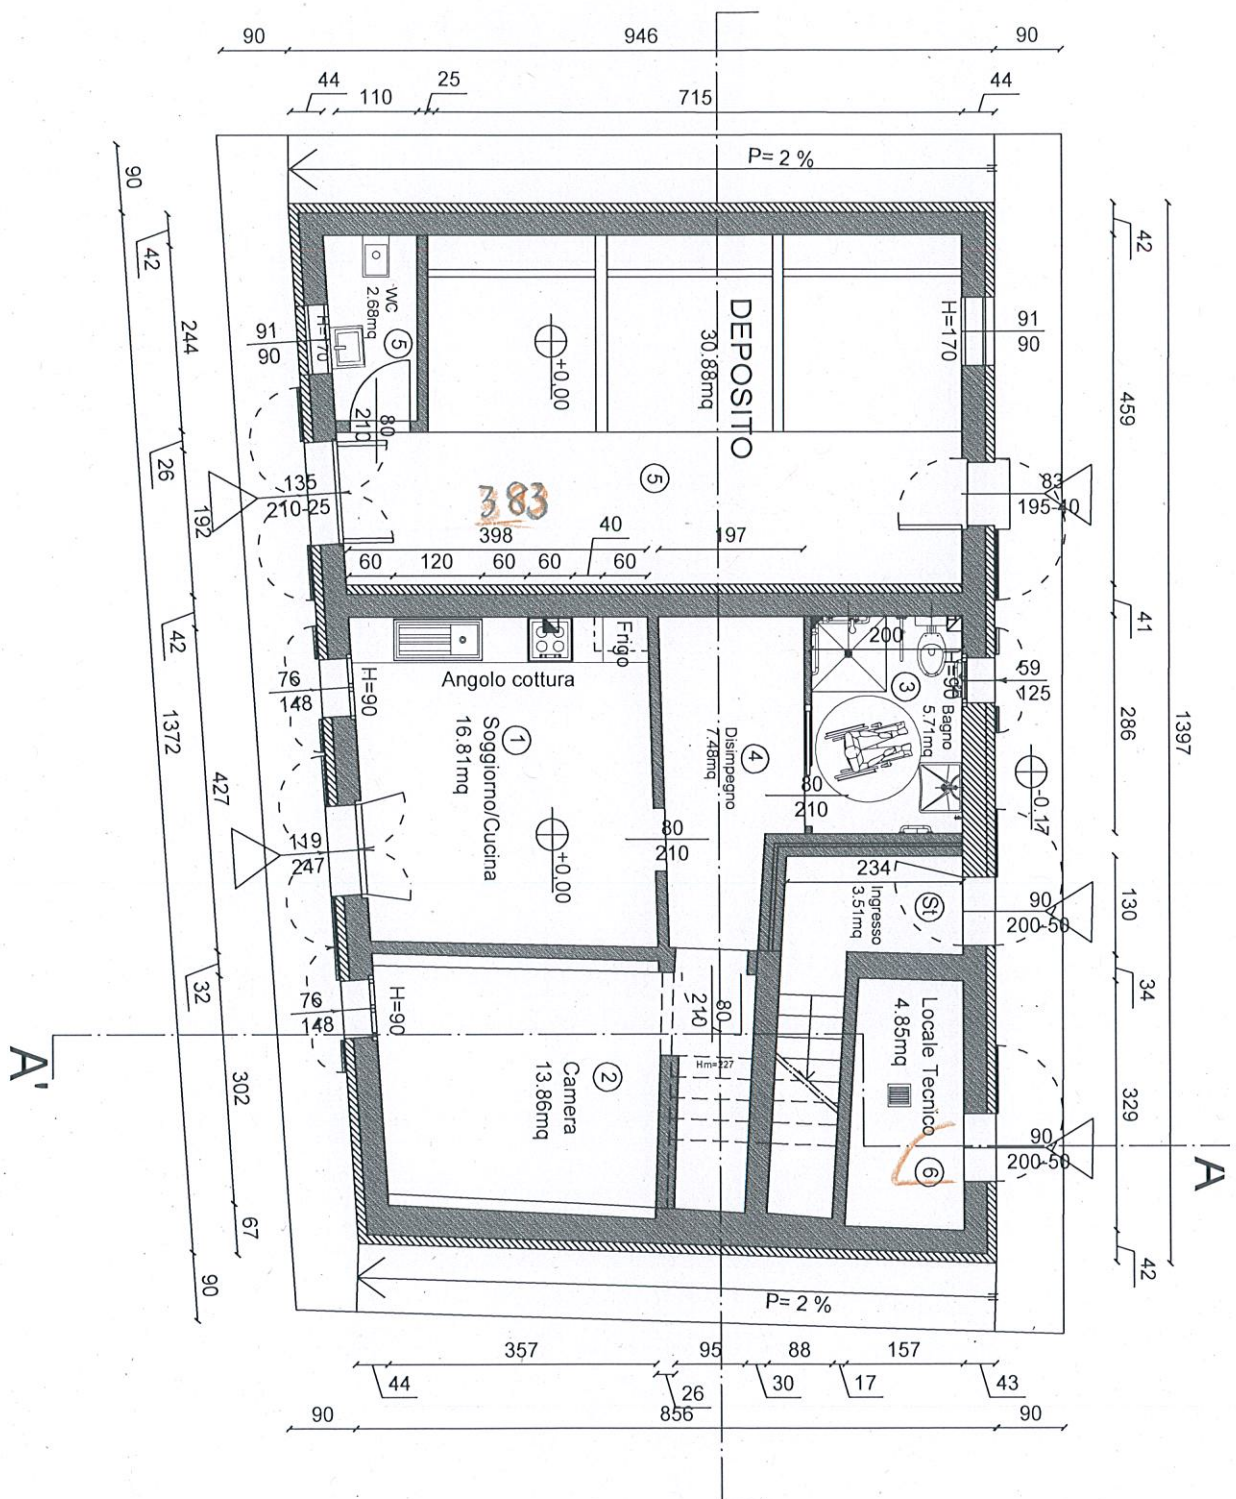 90 946 90
44 110 25 715 44
P= 2 %
90
42
244
26
192
42
1372
427
32
302
67
90
42
459
41
286
1397
130
34
329
42
WC
2.68mq
5
H=170
91
90
80
210
+0.00
DEPOSITO
30.88mq
H=170
91
90
5
135
210-25
383
398
40
197
60 120 60 60 60
83
195-40
Frigo
Angolo cottura
76
148
H=90
1
Soggiorno/Cucina
16.81mq
+0.00
119
247
4
Disimpegno
7.48mq
80
210
200
3
Bagno
5.71mq
H=90
59
125
80
210
-0.17
234
St
Ingresso
3.51mq
90
200-50
76
148
H=90
80
210
Hm=227
2
Camera
13.86mq
Locale Tecnico
4.85mq
6
90
200-50
A'
A
P= 2 %
357 95 88 157
44 26 30 17 43
90 856 90